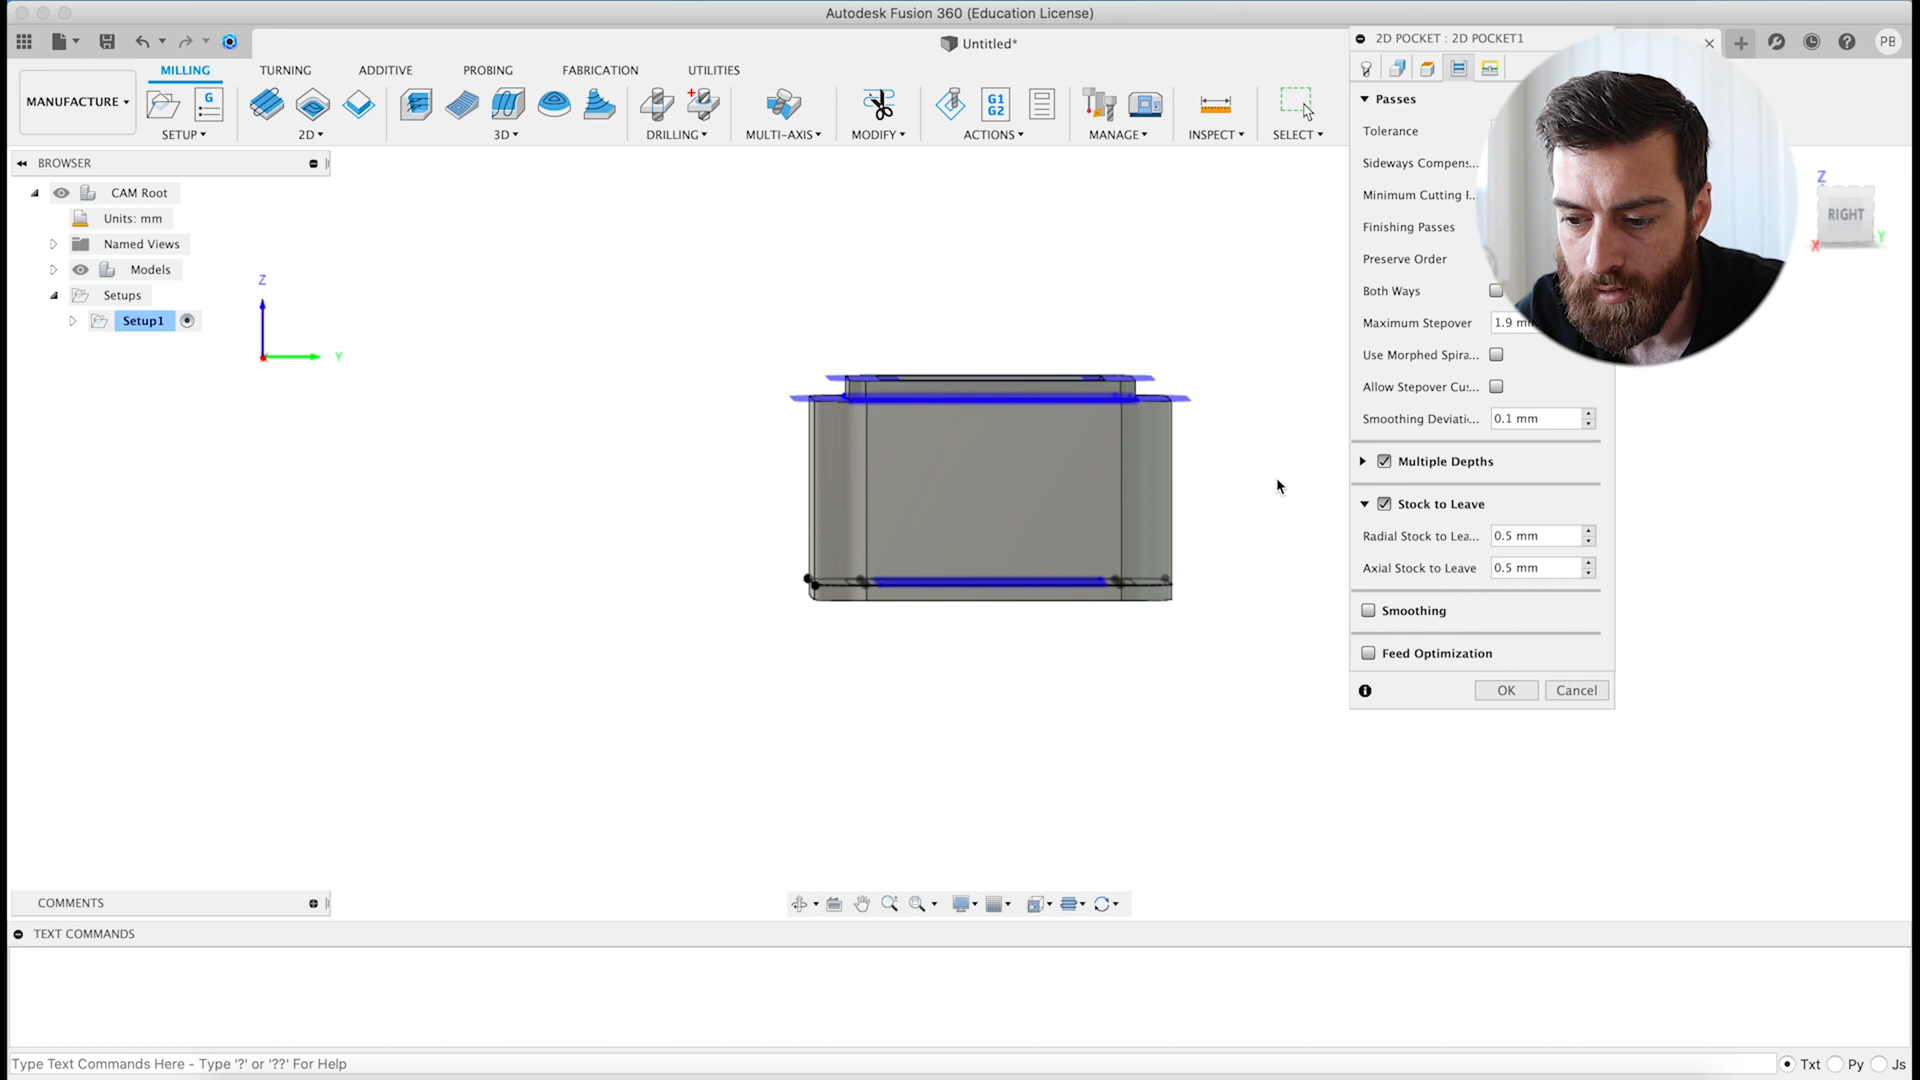 Autodesk Fusion 360 (Education License)
Untitled*
PB
MILLING
TURNING
ADDITIVE
PROBING
FABRICATION
UTILITIES
MANUFACTURE
G
G1
G2
SETUP
2D
3D
DRILLING
MULTI-AXIS
MODIFY
ACTIONS
MANAGE
INSPECT
SELECT
BROWSER
CAM Root
Units: mm
Named Views
Models
Setups
Setup1
Z
Y
Z
RIGHT
X
Y
2D POCKET : 2D POCKET1
Passes
Tolerance
Sideways Compens...
Minimum Cutting
Finishing Passes
Preserve Order
Both Ways
Maximum Stepover 1.9
Use Morphed Spira...
Allow Stepover Cu...
Smoothing Deviati... 0.1 mm
Multiple Depths
Stock to Leave
Radial Stock to Lea... 0.5 mm
Axial Stock to Leave 0.5 mm
Smoothing
Feed Optimization
OK Cancel
COMMENTS
TEXT COMMANDS
Type Text Commands Here - Type '?' or '??' For Help
Txt Py Js